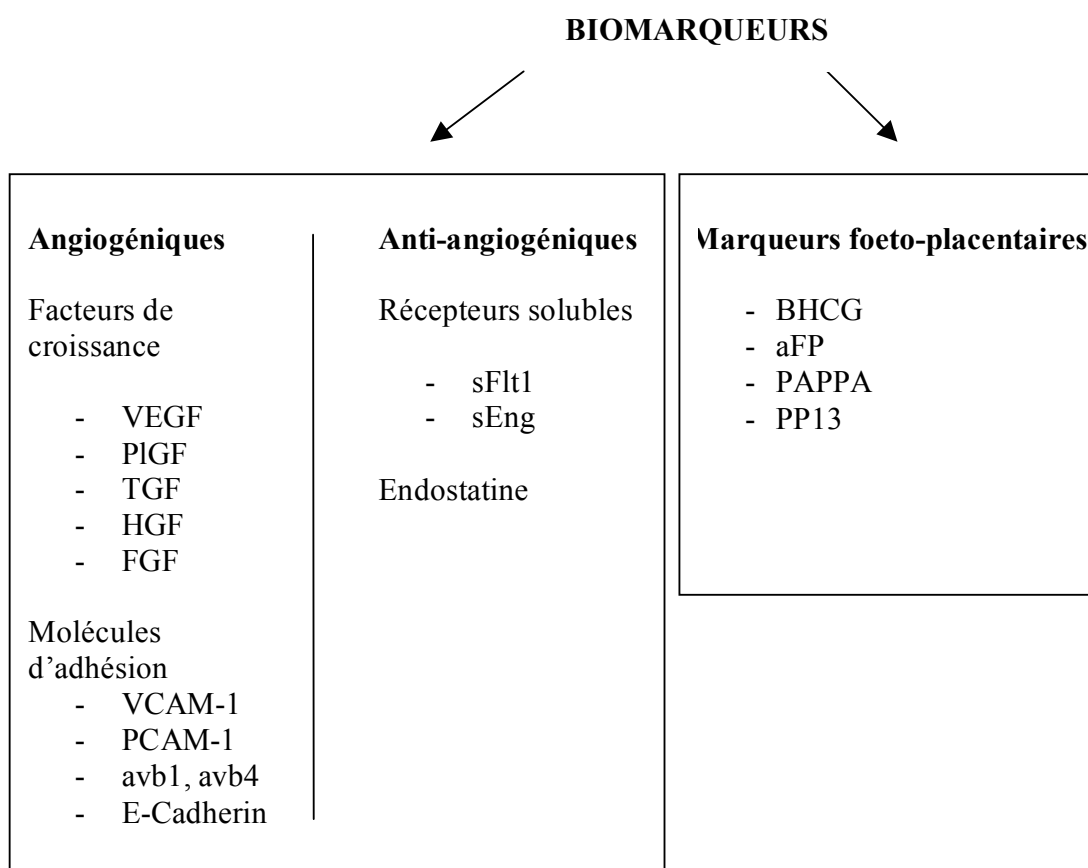 BIOMARQUEURS
Angiogéniques
Facteurs de
croissance
- VEGF
- PlGF
- TGF
- HGF
- FGF
Molécules
d'adhésion
- VCAM-1
- PCAM-1
- avb1, avb4
- E-Cadherin
Anti-angiogéniques
Récepteurs solubles
- sFlt1
- sEng
Endostatine
Marqueurs foeto-placentaires
- BHCG
- aFP
- PAPPA
- PP13